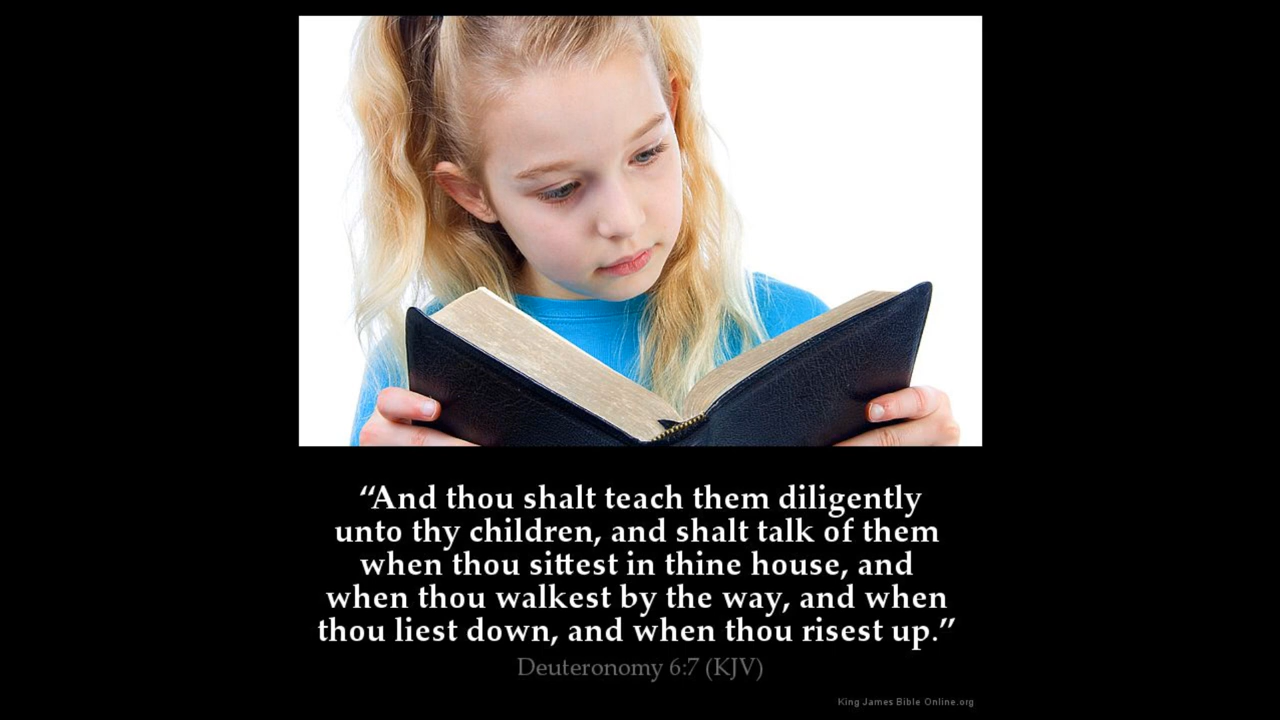 “And thou shalt teach them diligently
unto thy children, and shalt talk of them
when thou sittest in thine house, and
when thou walkest by the way, and when
thou liest down, and when thou risest up.”
Deuteronomy 6:7 (KJV)
King James Bible Online.org